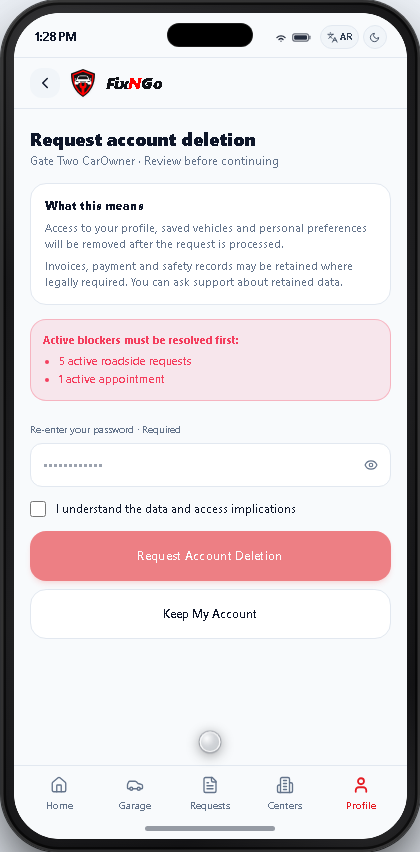 1:28 PM
AR
FixNGo
Request account deletion
Gate Two CarOwner · Review before continuing
What this means
Access to your profile, saved vehicles and personal preferences
will be removed after the request is processed.
Invoices, payment and safety records may be retained where
legally required. You can ask support about retained data.
Active blockers must be resolved first:
• 5 active roadside requests
• 1 active appointment
Re-enter your password · Required
••••••••••••
I understand the data and access implications
Request Account Deletion
Keep My Account
Home
Garage
Requests
Centers
Profile